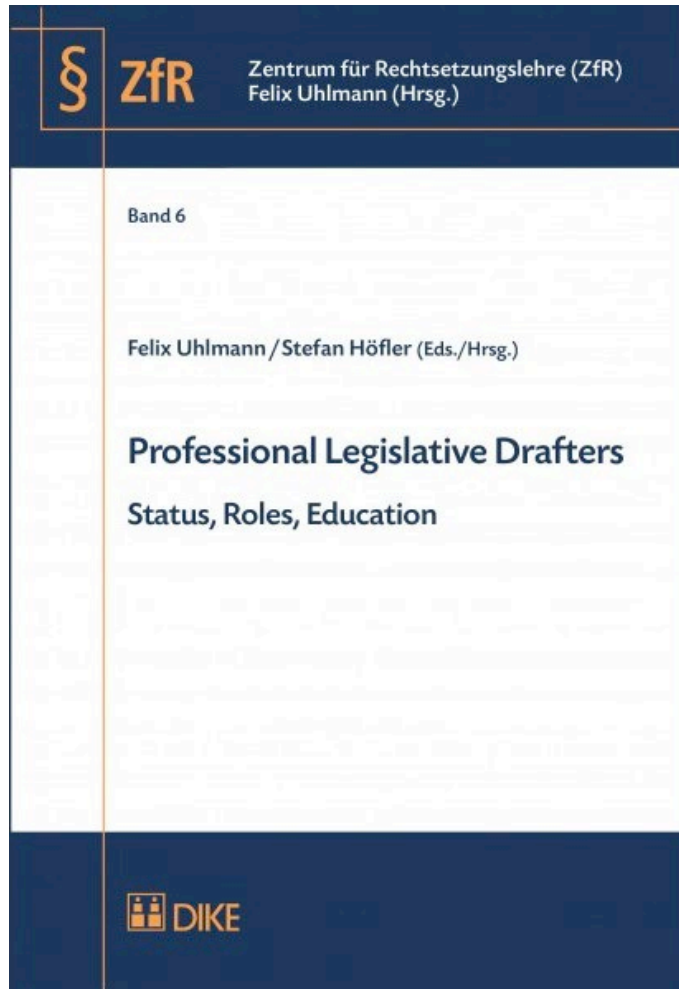 §
ZfR
Zentrum für Rechtsetzungslehre (ZfR)
Felix Uhlmann (Hrsg.)
Band 6
Felix Uhlmann / Stefan Höfler (Eds./Hrsg.)
Professional Legislative Drafters
Status, Roles, Education
DIKE